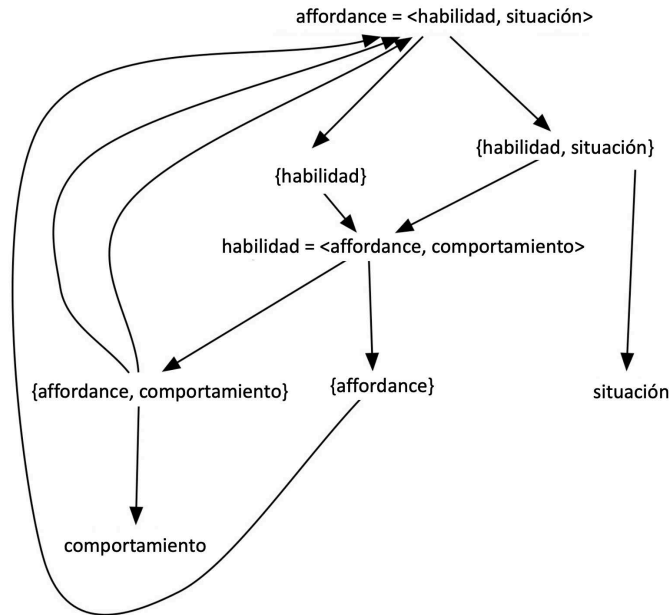 affordance = <habilidad, situación>
{habilidad, situación}
{habilidad}
habilidad = <affordance, comportamiento>
{affordance, comportamiento}
{affordance}
situación
comportamiento